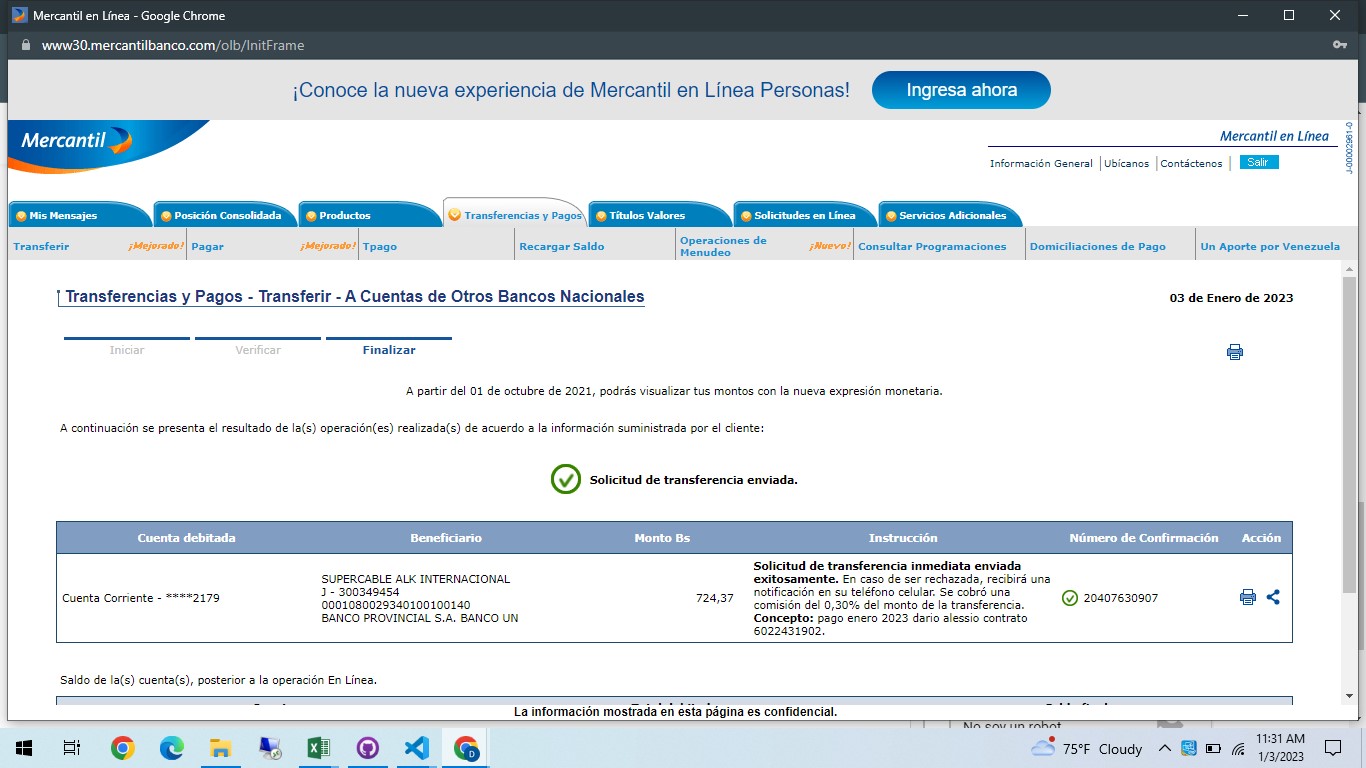 Mercantil en Línea - Google Chrome
www30.mercantilbanco.com/olb/InitFrame
¡Conoce la nueva experiencia de Mercantil en Línea Personas! Ingresa ahora
Mercantil
Mercantil en Línea
J-00002961-0
Información General Ubícanos Contáctenos Salir
Mis Mensajes Posición Consolidada Productos Transferencias y Pagos Títulos Valores Solicitudes en Línea Servicios Adicionales
Transferir ¡Mejorado! Pagar ¡Mejorado! Tpago Recargar Saldo Operaciones de Menudeo ¡Nuevo! Consultar Programaciones Domiciliaciones de Pago Un Aporte por Venezuela
Transferencias y Pagos - Transferir - A Cuentas de Otros Bancos Nacionales
03 de Enero de 2023
Iniciar Verificar Finalizar
A partir del 01 de octubre de 2021, podrás visualizar tus montos con la nueva expresión monetaria.
A continuación se presenta el resultado de la(s) operación(es) realizada(s) de acuerdo a la información suministrada por el cliente:
Solicitud de transferencia enviada.
Cuenta debitada Beneficiario Monto Bs Instrucción Número de Confirmación Acción
Cuenta Corriente - ****2179
SUPERCABLE ALK INTERNACIONAL
J - 300349454
00010800293401001001​40
BANCO PROVINCIAL S.A. BANCO UN
724,37
Solicitud de transferencia inmediata enviada
exitosamente. En caso de ser rechazada, recibirá una
notificación en su teléfono celular. Se cobró una
comisión del 0,30% del monto de la transferencia.
Concepto: pago enero 2023 dario alessio contrato
6022431902.
20407630907
Saldo de la(s) cuenta(s), posterior a la operación En Línea.
La información mostrada en esta página es confidencial.
No soy un robot
75°F Cloudy
11:31 AM
1/3/2023